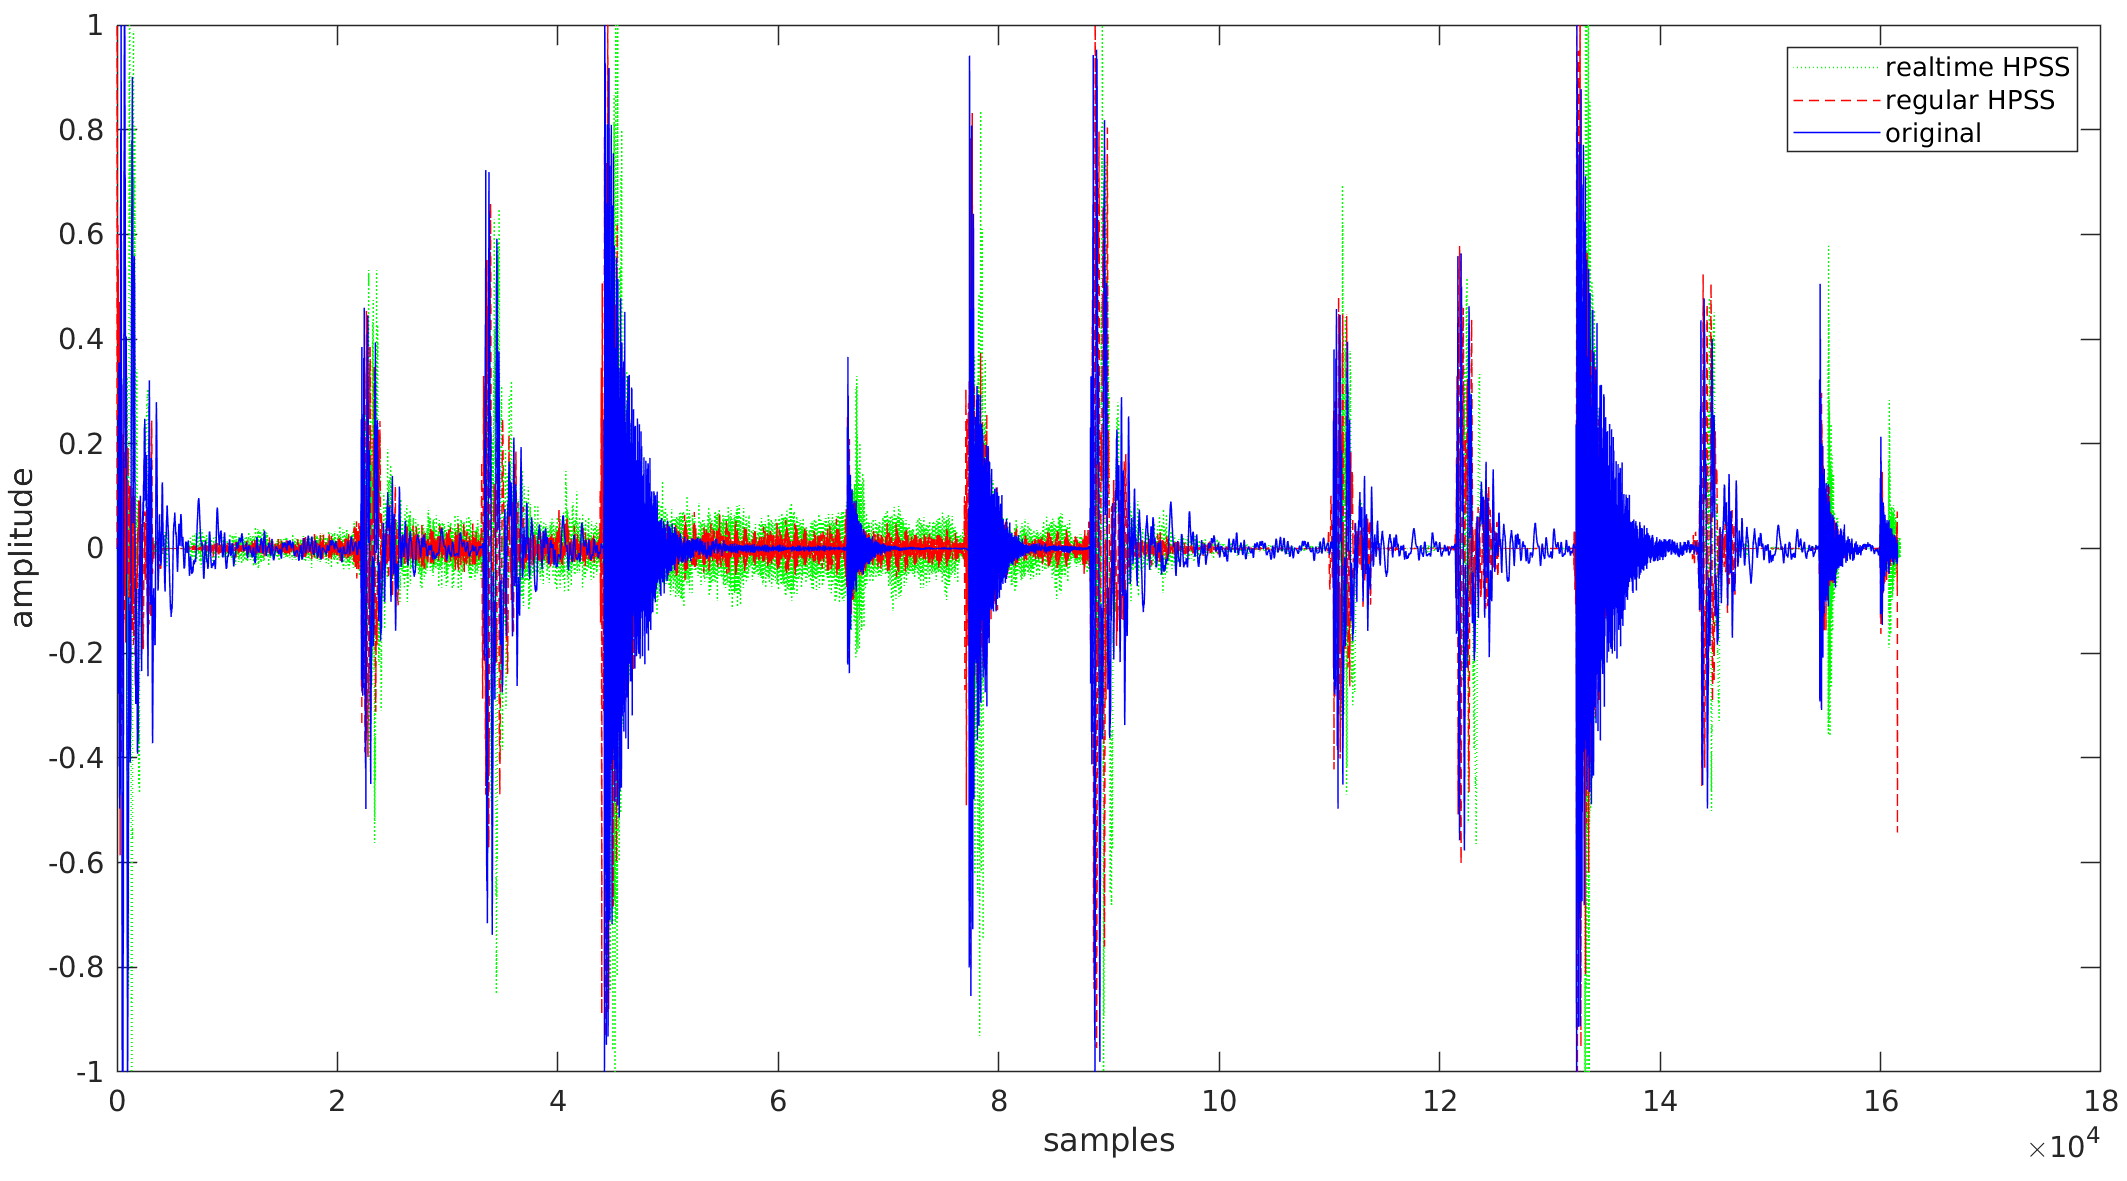 1
0.8
0.6
0.4
0.2
0
-0.2
-0.4
-0.6
-0.8
-1
amplitude
realtime HPSS
regular HPSS
original
0 2 4 6 8 10 12 14 16 18
samples
×10⁴